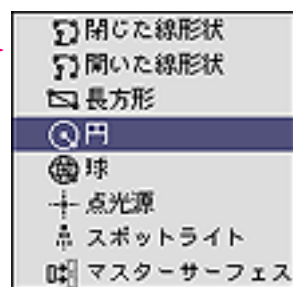 閉じた線形状
開いた線形状
長方形
円
球
点光源
スポットライト
マスターサーフェス